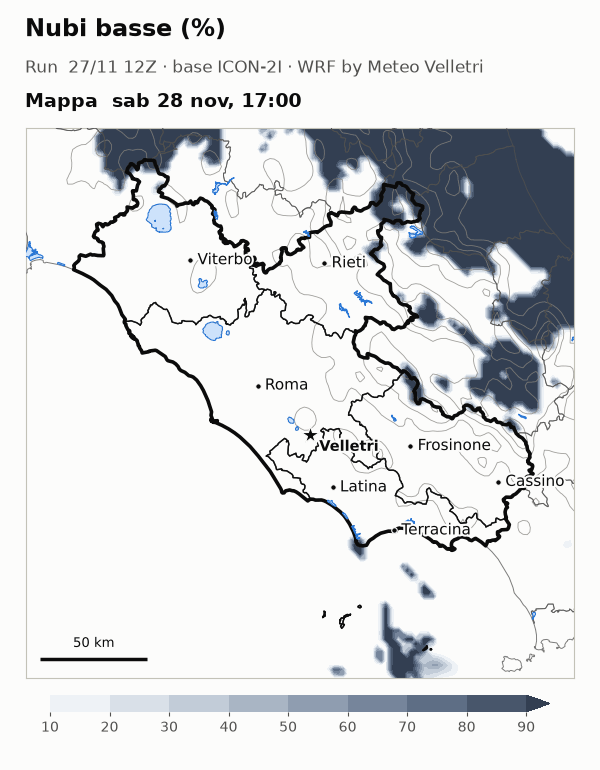 Nubi basse (%)
Run  27/11 12Z · base ICON-2I · WRF by Meteo Velletri
Mappa  sab 28 nov, 17:00
Viterbo
Rieti
Roma
Velletri
Frosinone
Latina
Cassino
Terracina
50 km
10 20 30 40 50 60 70 80 90